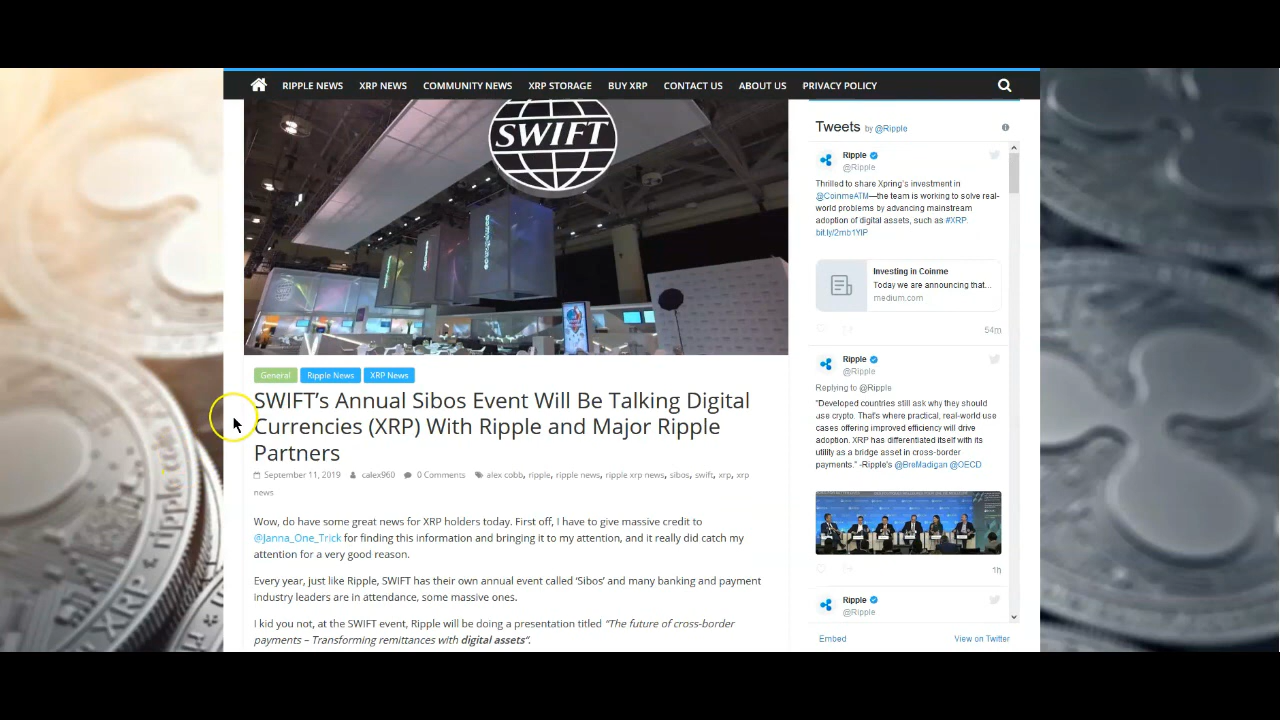 RIPPLE NEWS XRP NEWS COMMUNITY NEWS XRP STORAGE BUY XRP CONTACT US ABOUT US PRIVACY POLICY
SWIFT
General Ripple News XRP News
SWIFT’s Annual Sibos Event Will Be Talking Digital
Currencies (XRP) With Ripple and Major Ripple
Partners
September 11, 2019 calex960 0 Comments alex cobb, ripple, ripple news, ripple xrp news, sibos, swift, xrp, xrp
news
Wow, do have some great news for XRP holders today. First off, I have to give massive credit to
@Janna_One_Trick for finding this information and bringing it to my attention, and it really did catch my
attention for a very good reason.
Every year, just like Ripple, SWIFT has their own annual event called ‘Sibos’ and many banking and payment
industry leaders are in attendance, some massive ones.
I kid you not, at the SWIFT event, Ripple will be doing a presentation titled “The future of cross-border
payments – Transforming remittances with digital assets”.
Tweets by @Ripple
Ripple
@Ripple
Thrilled to share Xpring's investment in
@CoinmeATM—the team is working to solve real-
world problems by advancing mainstream
adoption of digital assets, such as #XRP.
bit.ly/2mb1YIP
Investing in Coinme
Today we are announcing that...
medium.com
54m
Ripple
@Ripple
Replying to @Ripple
"Developed countries still ask why they should
use crypto. That's where practical, real-world use
cases offering improved efficiency will drive
adoption. XRP has differentiated itself with its
utility as a bridge asset in cross-border
payments." -Ripple's @BreMadigan @OECD
1h
Ripple
@Ripple
Embed View on Twitter
XRP ripple